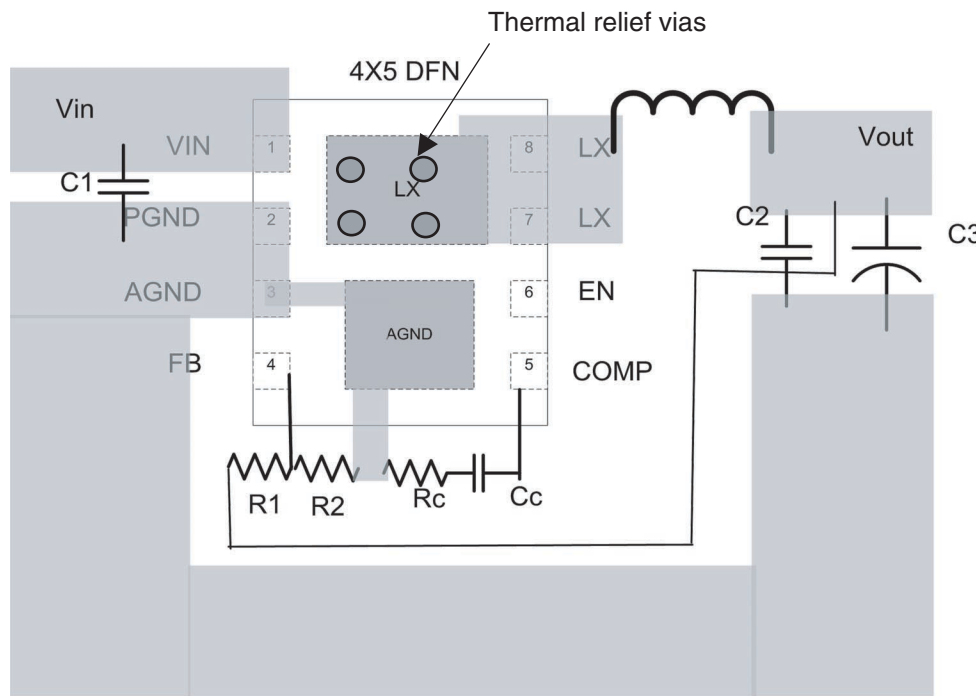 Thermal relief vias
4X5 DFN
Vin
VIN
1
8
LX
Vout
C1
LX
PGND
2
7
LX
C2
C3
AGND
3
6
EN
AGND
FB
4
5
COMP
R1
R2
Rc
Cc